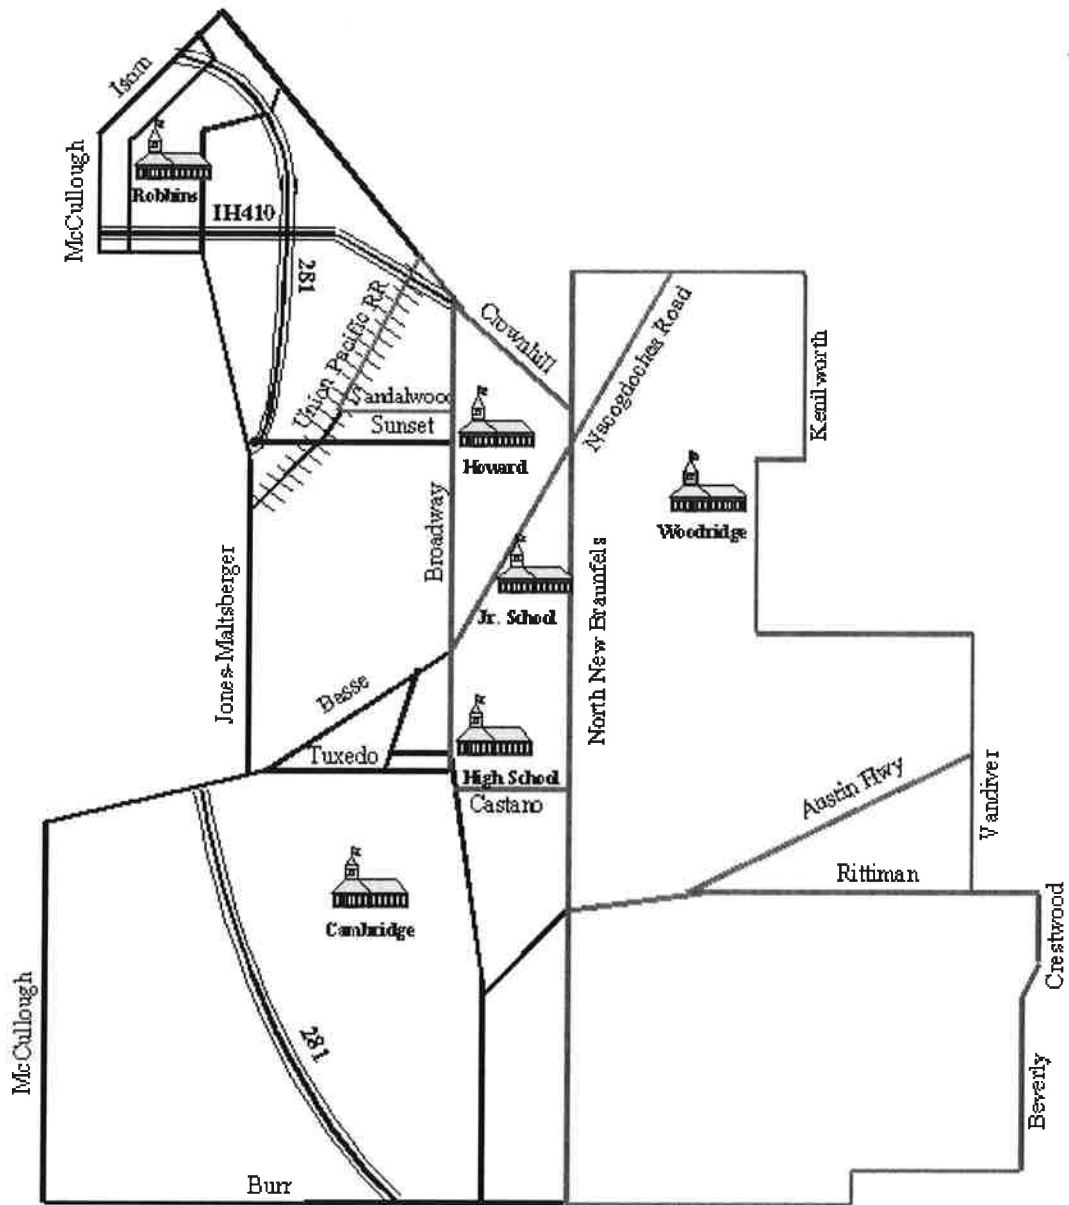 Isom
McCullough
Robbins
IH410
281
Union Pacific RR
Crownhill
Nacogdoches Road
Kenilworth
andalwood
Sunset
Howard
Broadway
Woodridge
Jones-Maltsberger
Jr. School
North New Braunfels
Basse
Tuxedo
High School
Castano
Austin Hwy
Vandiver
Rittiman
Cambridge
Crestwood
McCullough
281
Beverly
Burr